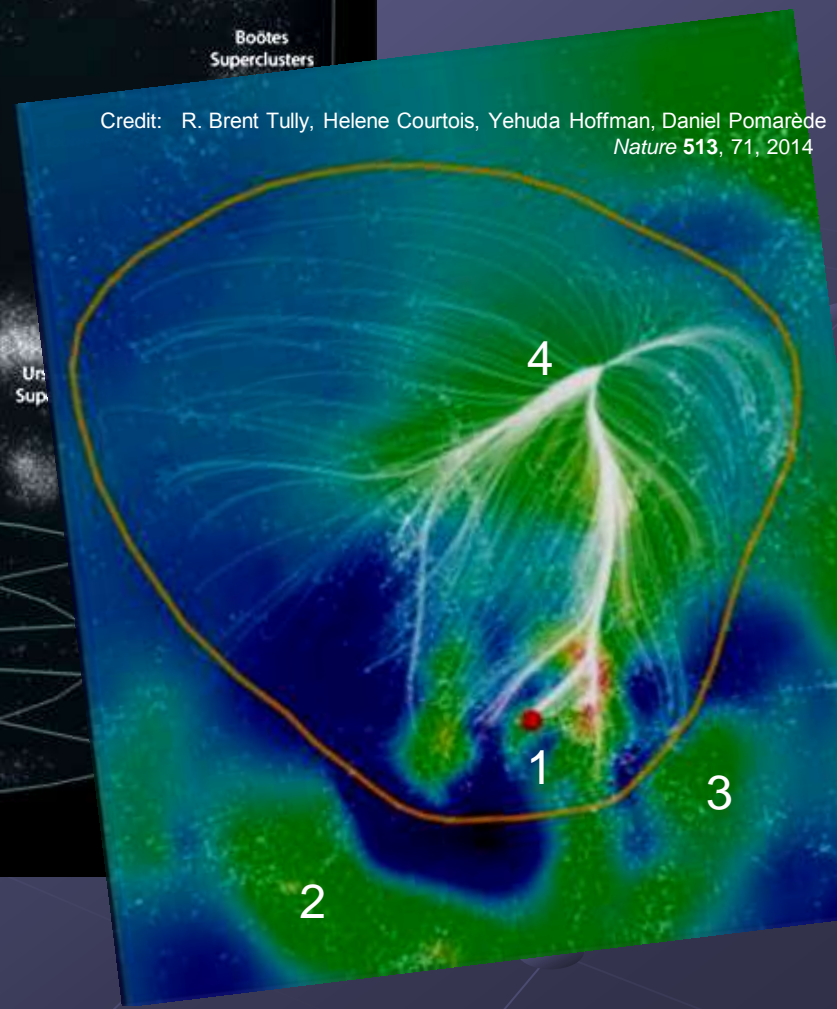 Boötes
Superclusters
Credit: R. Brent Tully, Helene Courtois, Yehuda Hoffman, Daniel Pomarède
Nature 513, 71, 2014
4
1
3
2